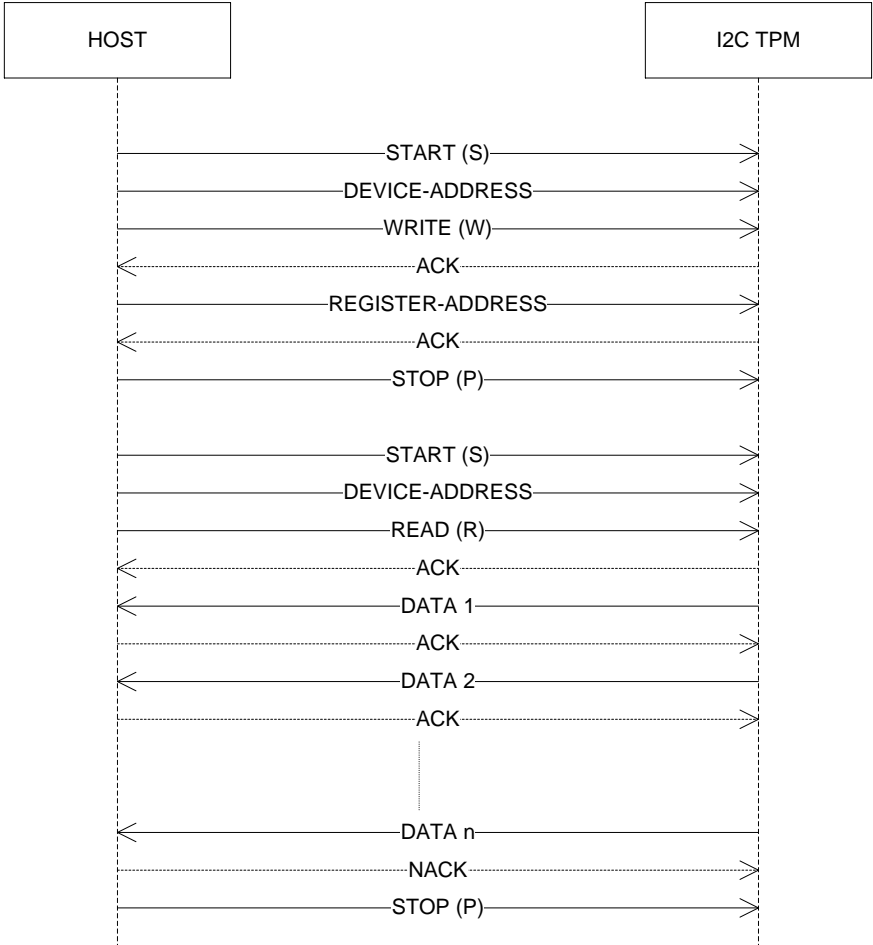 HOST
I2C TPM
START (S)
DEVICE-ADDRESS
WRITE (W)
ACK
REGISTER-ADDRESS
ACK
STOP (P)
START (S)
DEVICE-ADDRESS
READ (R)
ACK
DATA 1
ACK
DATA 2
ACK
DATA n
NACK
STOP (P)